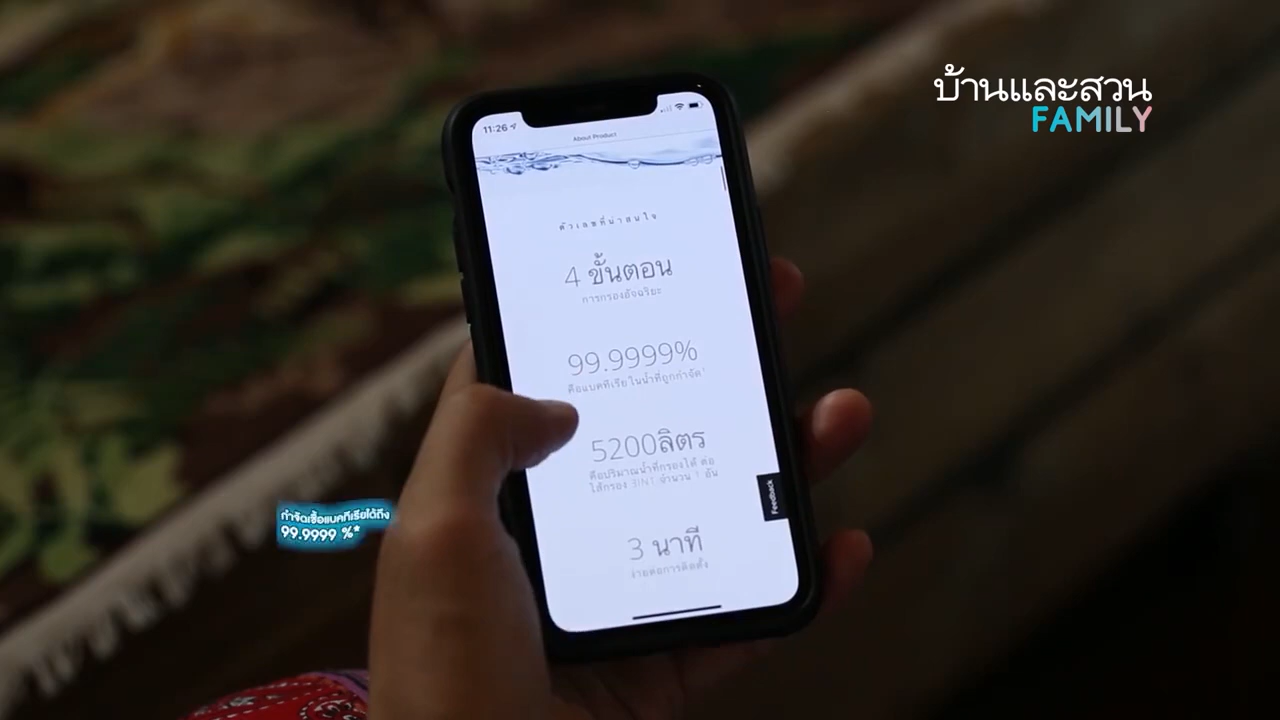 บ้านและสวน
FAMILY
11:26
About Product
ตัวเลขที่น่าสนใจ
4 ขั้นตอน
การกรองอัจฉริยะ
99.9999%
คือแบคทีเรียในน้ำที่ถูกกำจัด
5200ลิตร
คือปริมาณน้ำที่กรองได้ ต่อ
ไส้กรอง 3IN1 จำนวน 1 อัน
3 นาที
ง่ายต่อการติดตั้ง
Feedback
กำจัดเชื้อแบคทีเรียได้ถึง
99.9999 %*